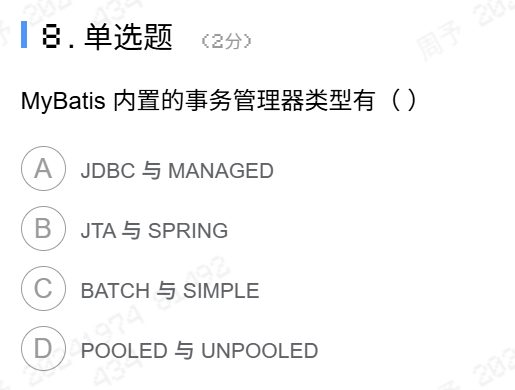 8.单选题 (2分)
MyBatis 内置的事务管理器类型有（ ）
A JDBC 与 MANAGED
B JTA 与 SPRING
C BATCH 与 SIMPLE
D POOLED 与 UNPOOLED